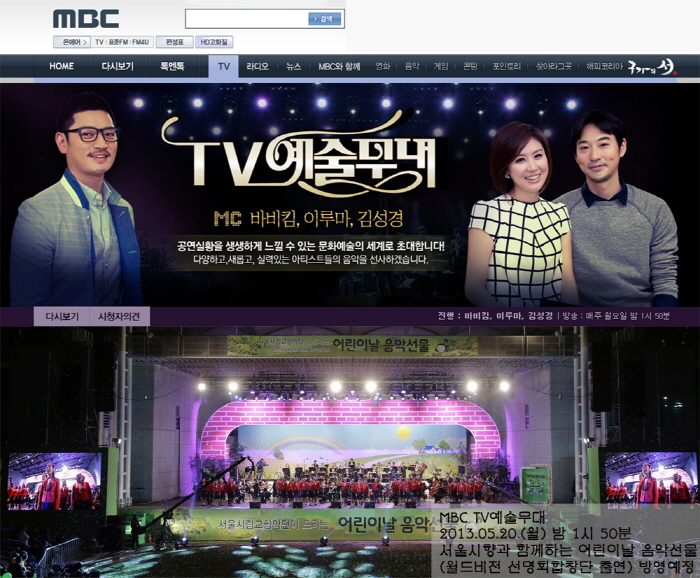 MBC
검색
온에어 > TV | 표준FM | FM4U 편성표 HD고화질
HOME 다시보기 톡엔톡 TV 라디오 뉴스 MBC와 함께 영화 음악 게임 콘팅 포인토리 찾아라그곳 해피코리아 구가의 서
TV예술무대
MC 바비킴, 이루마, 김성경
공연실황을 생생하게 느낄 수 있는 문화예술의 세계로 초대합니다!
다양하고,새롭고, 실력있는 아티스트들의 음악을 선사하겠습니다.
다시보기 시청자의견
진행 : 바비킴, 이루마, 김성경 | 방송 : 매주 월요일 밤 1시 50분
어린이날 음악선물
서울시립교향악단이 드리는 어린이날 음악선
MBC TV예술무대
2013.05.20.(월) 밤 1시 50분
서울시향과 함께하는 어린이날 음악선물
(월드비전 선명회합창단 출연) 방영예정